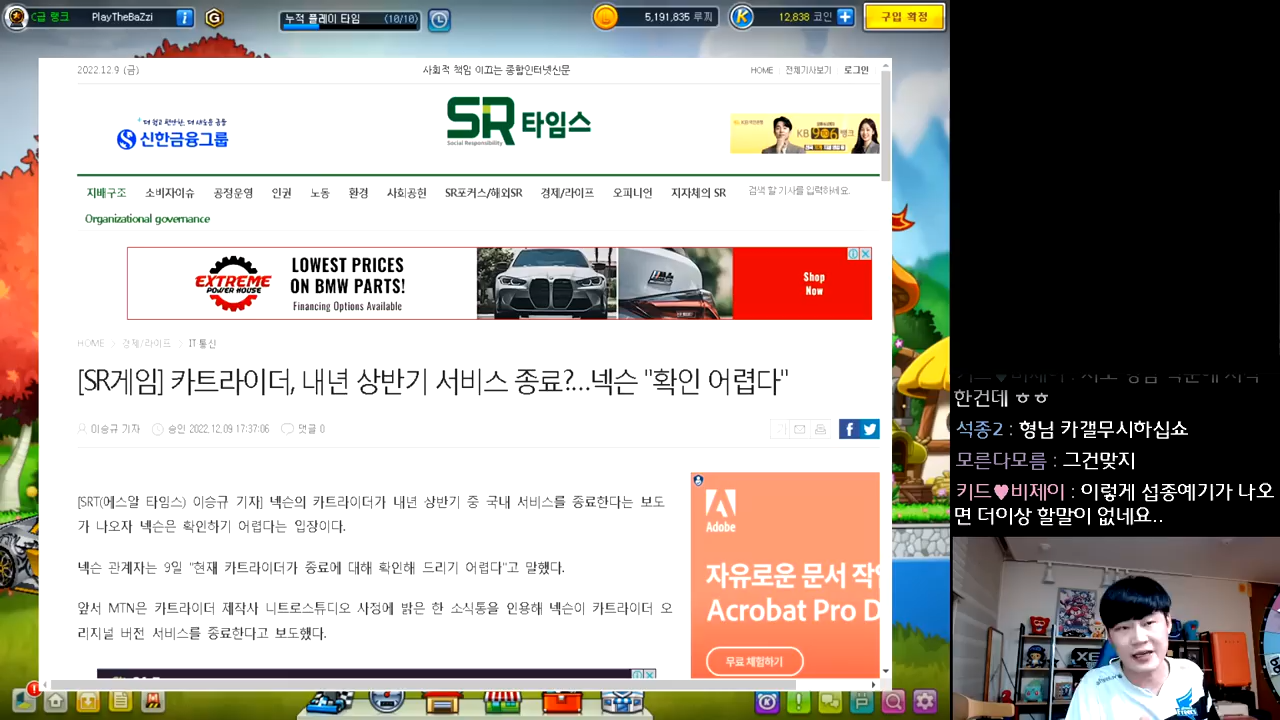 C급 랭크
PlayTheBaZzi
누적 플레이 타임 (10/10)
5,191,835 루찌
12,838 코인
구입 확정
2022.12.9 (금)
사회적 책임 이끄는 종합인터넷신문
HOME
전체기사보기
로그인
신한금융그룹
SR타임스
Social Responsibility
지배구조
소비자이슈
공정운영
인권
노동
환경
사회공헌
SR포커스/해외SR
경제/라이프
오피니언
지자체의 SR
검색 할 기사를 입력하세요.
Organizational governance
EXTREME
POWER HOUSE
LOWEST PRICES
ON BMW PARTS!
Financing Options Available
Shop
Now
HOME > 경제/라이프 > IT·통신
[SR게임] 카트라이더, 내년 상반기 서비스 종료?…넥슨 "확인 어렵다"
이승규 기자
승인 2022.12.09 17:37:06
댓글 0
[SRT(에스알 타임스) 이승규 기자] 넥슨의 카트라이더가 내년 상반기 중 국내 서비스를 종료한다는 보도
가 나오자 넥슨은 확인하기 어렵다는 입장이다.
넥슨 관계자는 9일 "현재 카트라이더가 종료에 대해 확인해 드리기 어렵다"고 말했다.
앞서 MTN은 카트라이더 제작사 니트로스튜디오 사정에 밝은 한 소식통을 인용해 넥슨이 카트라이더 오
리지널 버전 서비스를 종료한다고 보도했다.
Adobe
자유로운 문서 작
Acrobat Pro D
무료 체험하기
한건데 ㅎㅎ
석종2 : 형님 카갤무시하십쇼
모른다모름 : 그건맞지
키드♥비제이 : 이렇게 섭종예기가 나오
면 더이상 할말이 없네요..